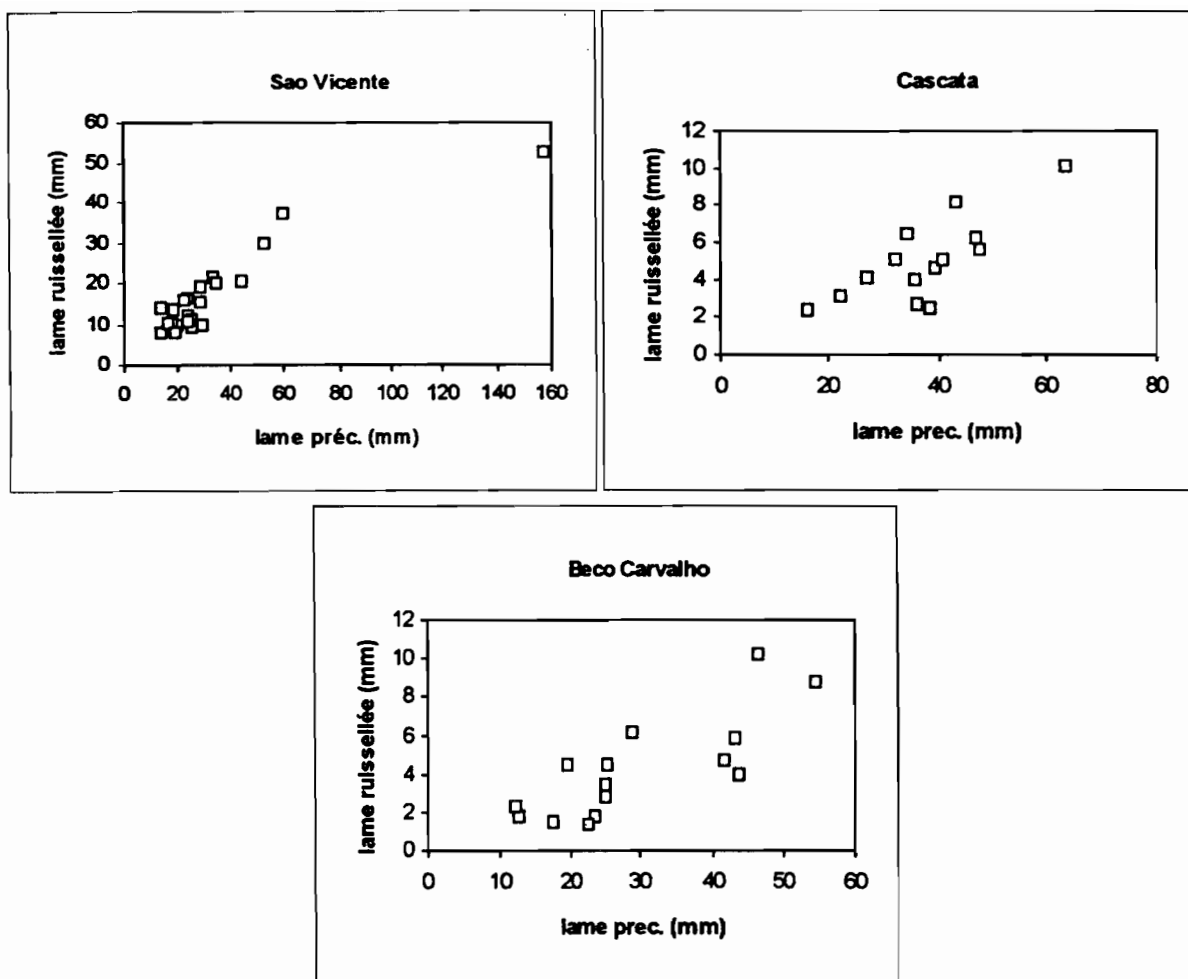 Sao Vicente
lame ruissellée (mm)
60
50
40
30
20
10
0
0 20 40 60 80 100 120 140 160
lame préc. (mm)
Cascata
lame ruissellée (mm)
12
10
8
6
4
2
0
0 20 40 60 80
lame prec. (mm)
Beco Carvalho
lame ruissellée (mm)
12
10
8
6
4
2
0
0 10 20 30 40 50 60
lame prec. (mm)